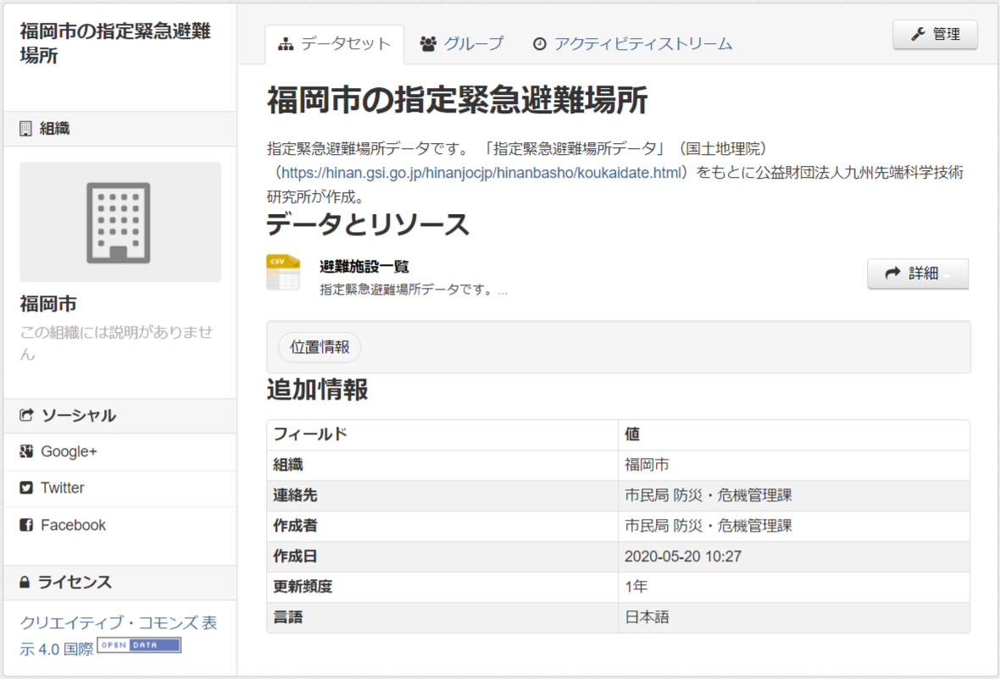 福岡市の指定緊急避難
場所
組織
福岡市
この組織には説明がありませ
ん
ソーシャル
Google+
Twitter
Facebook
ライセンス
クリエイティブ・コモンズ 表
示 4.0 国際 OPEN DATA
データセット グループ アクティビティストリーム 管理
福岡市の指定緊急避難場所
指定緊急避難場所データです。 「指定緊急避難場所データ」（国土地理院）
（https://hinan.gsi.go.jp/hinanjocjp/hinanbasho/koukaidate.html）をもとに公益財団法人九州先端科学技術
研究所が作成。
データとリソース
CSV 避難施設一覧
指定緊急避難場所データです。...
詳細
位置情報
追加情報
フィールド 値
組織 福岡市
連絡先 市民局 防災・危機管理課
作成者 市民局 防災・危機管理課
作成日 2020-05-20 10:27
更新頻度 1年
言語 日本語